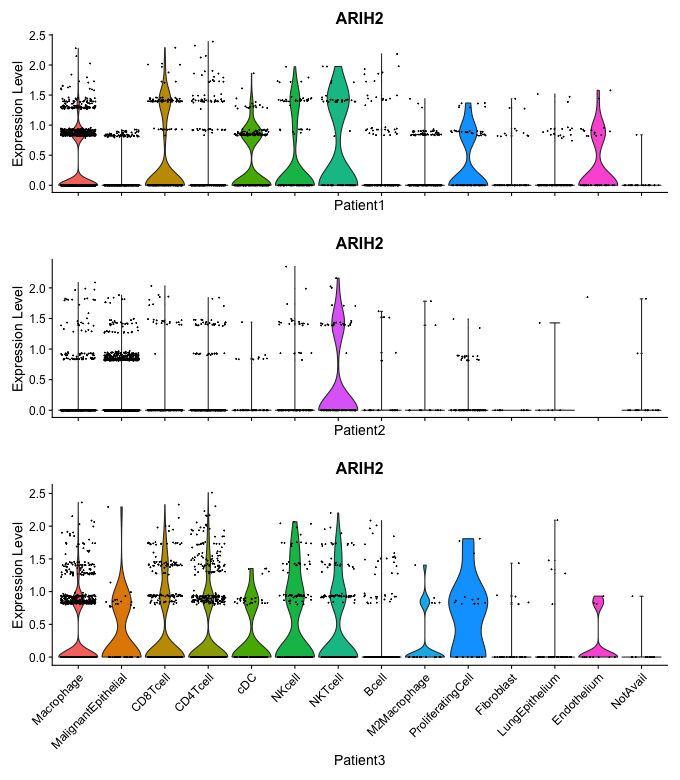 ARIH2
Expression Level
2.5
2.0
1.5
1.0
0.5
0.0
Patient1
ARIH2
Expression Level
2.0
1.5
1.0
0.5
0.0
Patient2
ARIH2
Expression Level
2.5
2.0
1.5
1.0
0.5
0.0
Macrophage
MalignantEpithelial
CD8Tcell
CD4Tcell
cDC
NKcell
NKTcell
Bcell
M2Macrophage
ProliferatingCell
Fibroblast
LungEpithelium
Endothelium
NotAvail
Patient3